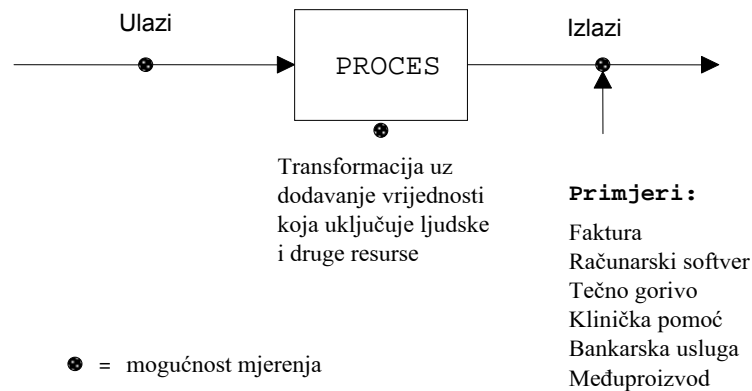 Ulazi
Izlazi
PROCES
Transformacija uz
dodavanje vrijednosti
koja uključuje ljudske
i druge resurse
Primjeri:
Faktura
Računarski softver
Tečno gorivo
Klinička pomoć
Bankarska usluga
Međuproizvod
= mogućnost mjerenja